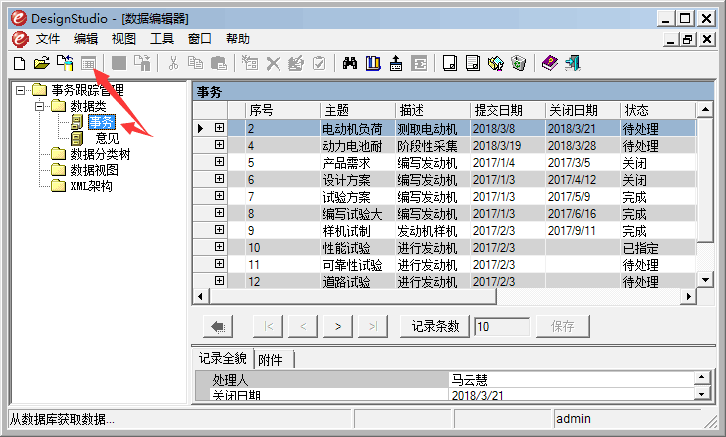 DesignStudio - [数据编辑器]
文件 编辑 视图 工具 窗口 帮助
事务跟踪管理
数据类
事务
意见
数据分类树
数据视图
XML架构
事务
序号 主题 描述 提交日期 关闭日期 状态
2 电动机负荷 测取电动机 2018/3/8 2018/3/21 待处理
4 动力电池耐 阶段性采集 2018/3/19 2018/3/28 待处理
5 产品需求 编写发动机 2017/1/4 2017/3/5 关闭
6 设计方案 编写发动机 2017/1/3 2017/4/12 关闭
7 试验方案 编写发动机 2017/1/3 2017/5/9 完成
8 编写试验大 编写发动机 2017/1/3 2017/6/16 完成
9 样机试制 发动机样机 2017/2/3 2017/9/11 完成
10 性能试验 进行发动机 2017/2/3 已指定
11 可靠性试验 进行发动机 2017/2/3 待处理
12 道路试验 进行发动机 2017/2/3 待处理
记录条数 10 保存
记录全貌 附件
处理人 马云慧
关闭日期 2018/3/21
从数据库获取数据... admin